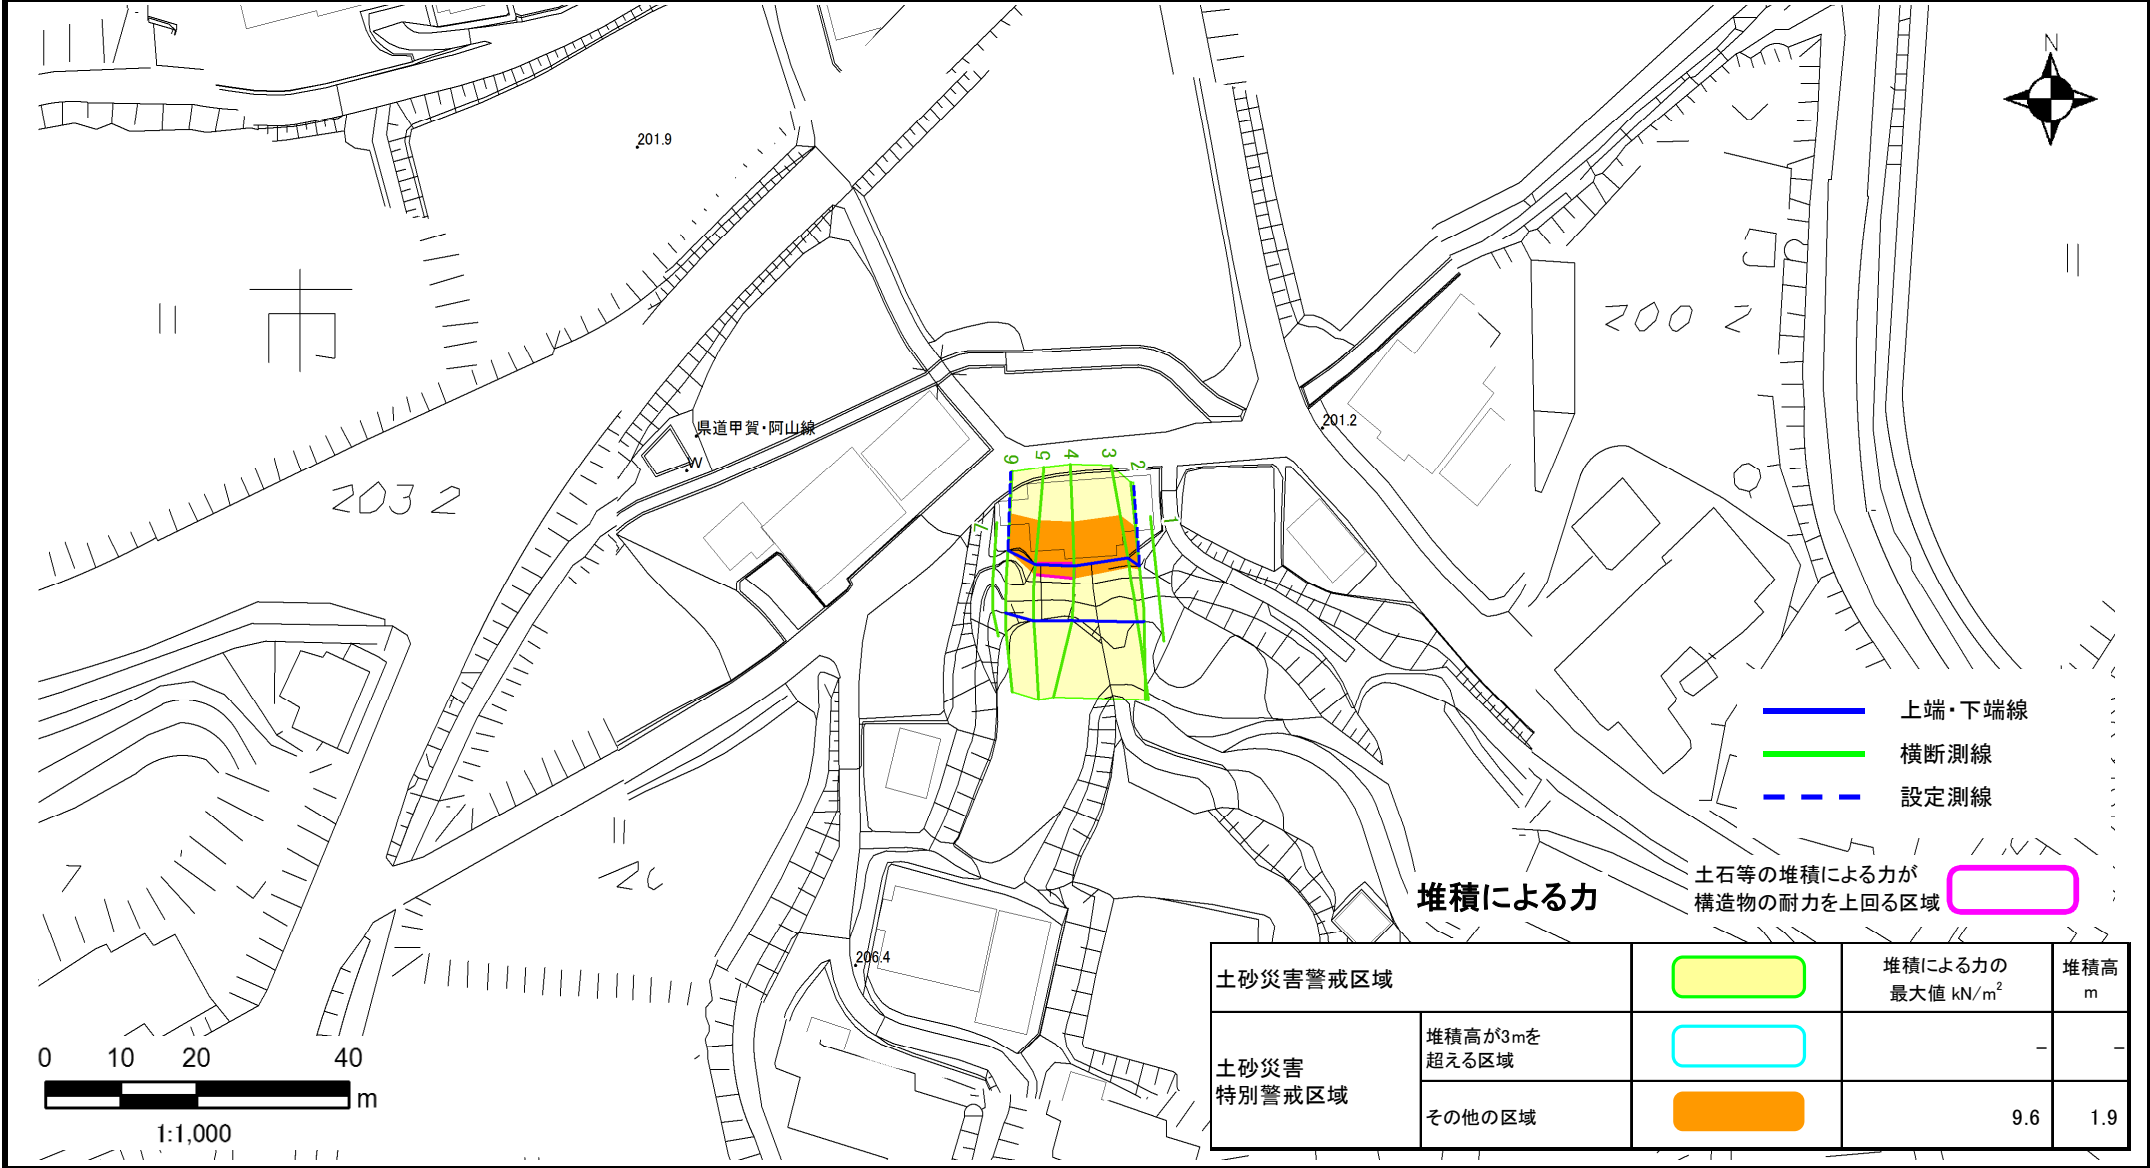 N
201.9
2002
県道甲賀・阿山線
W
201.2
2032
6
5
4
3
2
7
1
上端・下端線
横断測線
設定測線
206.4
堆積による力
土石等の堆積による力が
構造物の耐力を上回る区域
土砂災害警戒区域
堆積による力の
最大値 kN/m²
堆積高
m
土砂災害
特別警戒区域
堆積高が3mを
超える区域
−
−
その他の区域
9.6
1.9
0 10 20 40
m
1:1,000